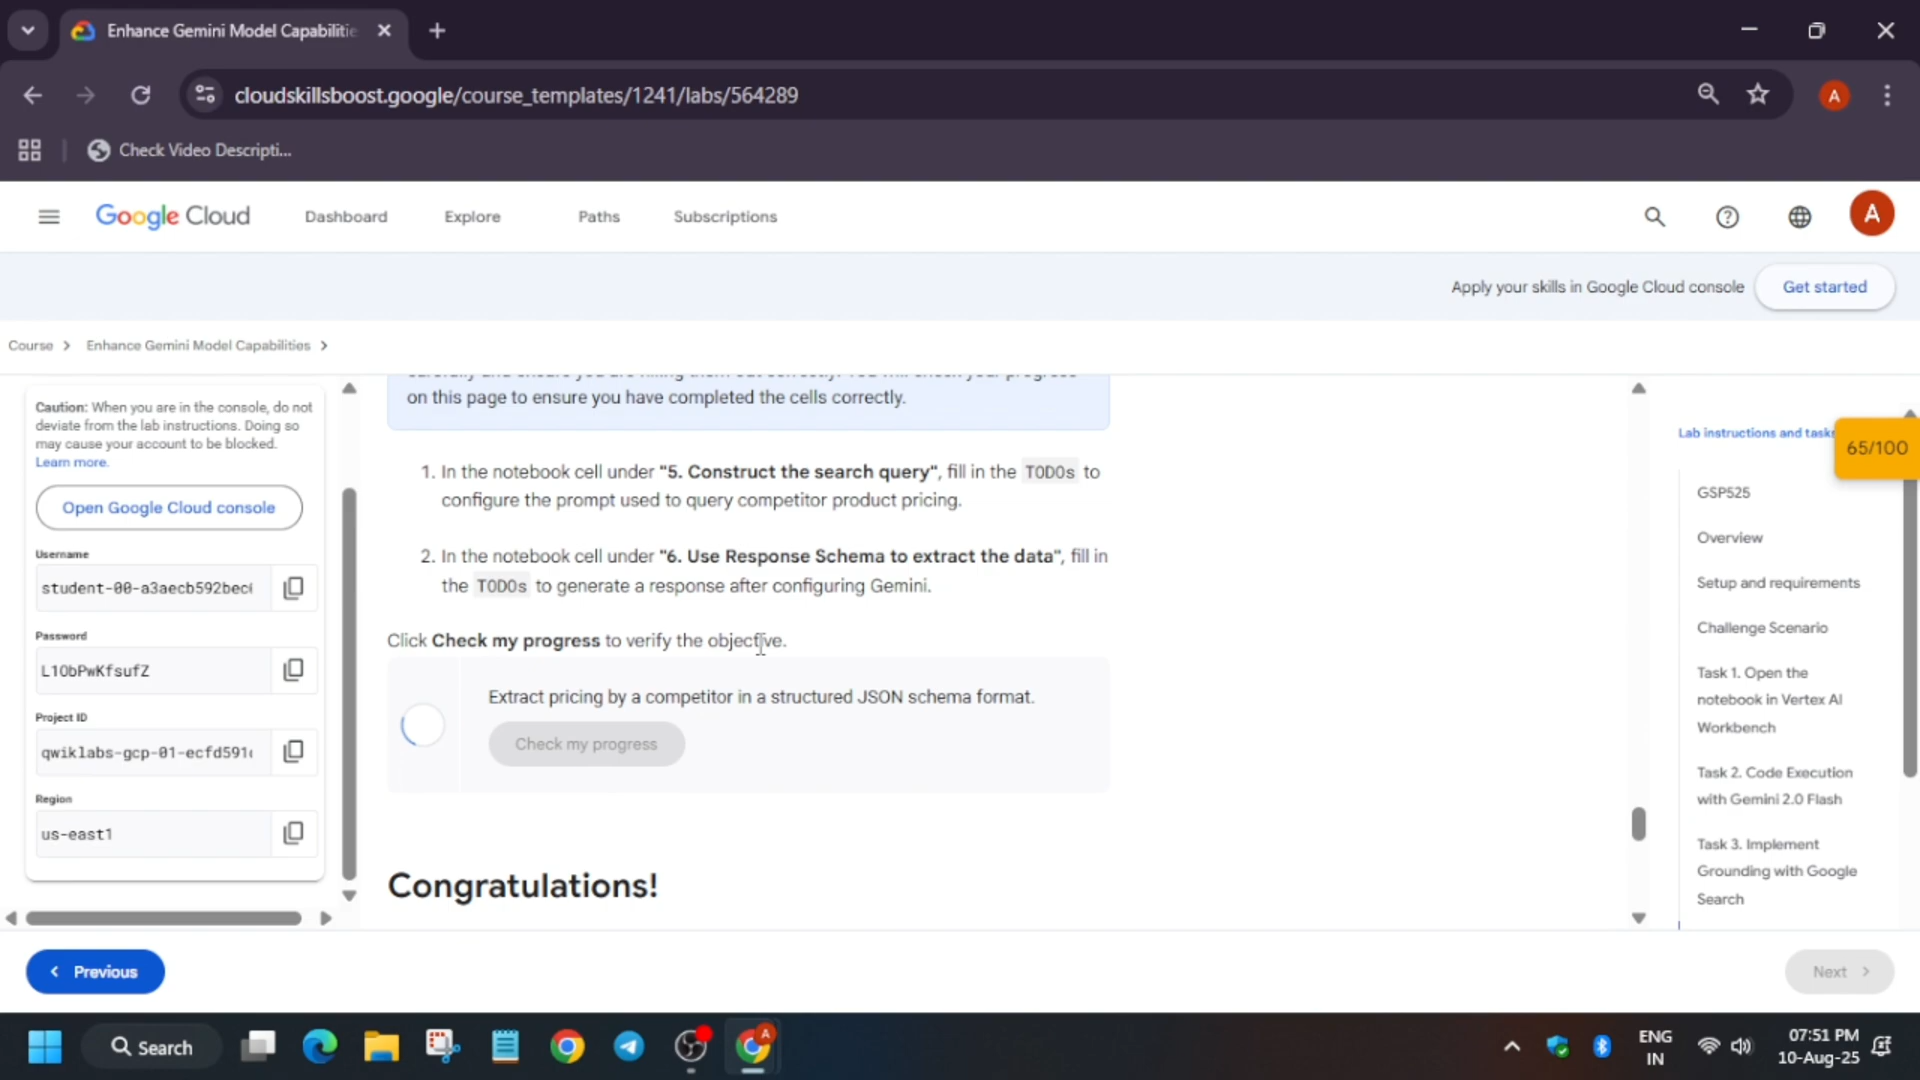 Enhance Gemini Model Capabilitie
cloudskillsboost.google/course_templates/1241/labs/564289
A
Check Video Descripti...
Google Cloud
Dashboard
Explore
Paths
Subscriptions
A
Apply your skills in Google Cloud console
Get started
Course
Enhance Gemini Model Capabilities
Caution: When you are in the console, do not
deviate from the lab instructions. Doing so
may cause your account to be blocked.
Learn more.
Open Google Cloud console
Username
student-00-a3aecb592bec
Password
L1ObPwKfsufZ
Project ID
qwiklabs-gcp-01-ecfd591
Region
us-east1
on this page to ensure you have completed the cells correctly.
1. In the notebook cell under "5. Construct the search query", fill in the TODOs to
configure the prompt used to query competitor product pricing.
2. In the notebook cell under "6. Use Response Schema to extract the data", fill in
the TODOs to generate a response after configuring Gemini.
Click Check my progress to verify the objective.
Extract pricing by a competitor in a structured JSON schema format.
Check my progress
Congratulations!
Lab instructions and tasks
65/100
GSP525
Overview
Setup and requirements
Challenge Scenario
Task 1. Open the
notebook in Vertex AI
Workbench
Task 2. Code Execution
with Gemini 2.0 Flash
Task 3. Implement
Grounding with Google
Search
Previous
Next
Search
A
ENG
IN
07:51 PM
10-Aug-25